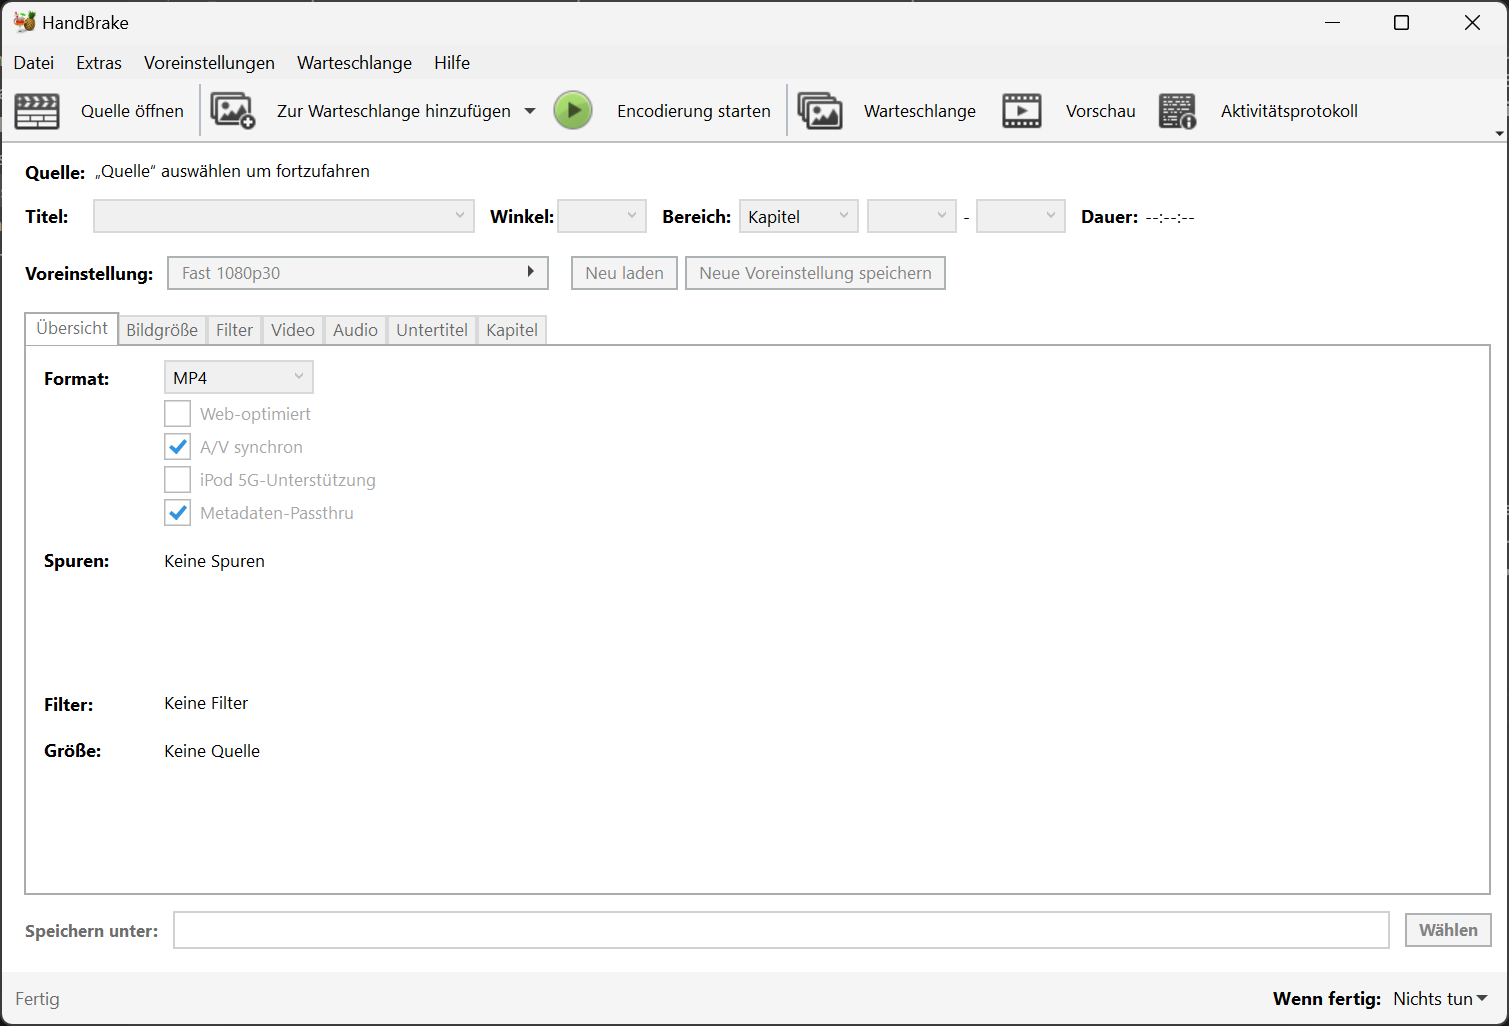 HandBrake
Datei Extras Voreinstellungen Warteschlange Hilfe
Quelle öffnen Zur Warteschlange hinzufügen Encodierung starten Warteschlange Vorschau Aktivitätsprotokoll
Quelle: „Quelle“ auswählen um fortzufahren
Titel: Winkel: Bereich: Kapitel - Dauer: --:--:--
Voreinstellung: Fast 1080p30 Neu laden Neue Voreinstellung speichern
Übersicht Bildgröße Filter Video Audio Untertitel Kapitel
Format: MP4
Web-optimiert
A/V synchron
iPod 5G-Unterstützung
Metadaten-Passthru
Spuren: Keine Spuren
Filter: Keine Filter
Größe: Keine Quelle
Speichern unter: Wählen
Fertig Wenn fertig: Nichts tun